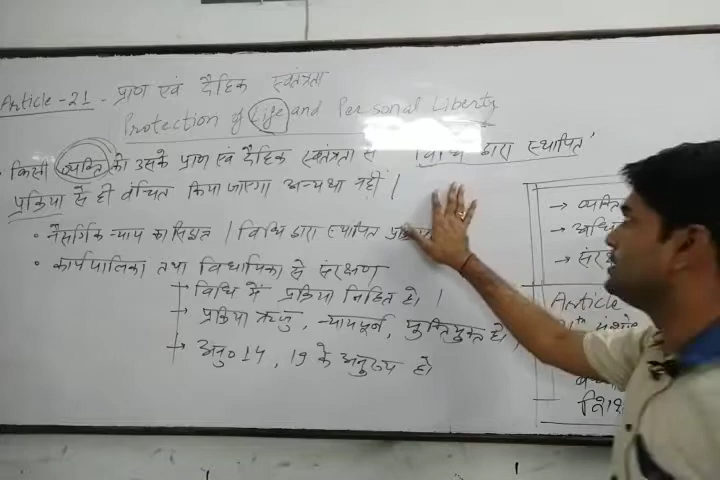 Article - 21 - प्राण एवं दैहिक स्वतंत्रता
Protection of Life and Personal Liberty
• किसी व्यक्ति को उसके प्राण एवं दैहिक स्वतंत्रता से विधि द्वारा स्थापित
प्रक्रिया से ही वंचित किया जाएगा अन्यथा नहीं |
• नैसर्गिक न्याय का सिद्धांत | विधि द्वारा स्थापित
• कार्यपालिका तथा विधायिका से संरक्षण
→ विधि में प्रक्रिया निहित हो |
→ प्रक्रिया ऋजु, न्यायपूर्ण, युक्तियुक्त हो
→ अनु० 14, 19 के अनुरूप हो
→ व्यक्ति
→
→
Article